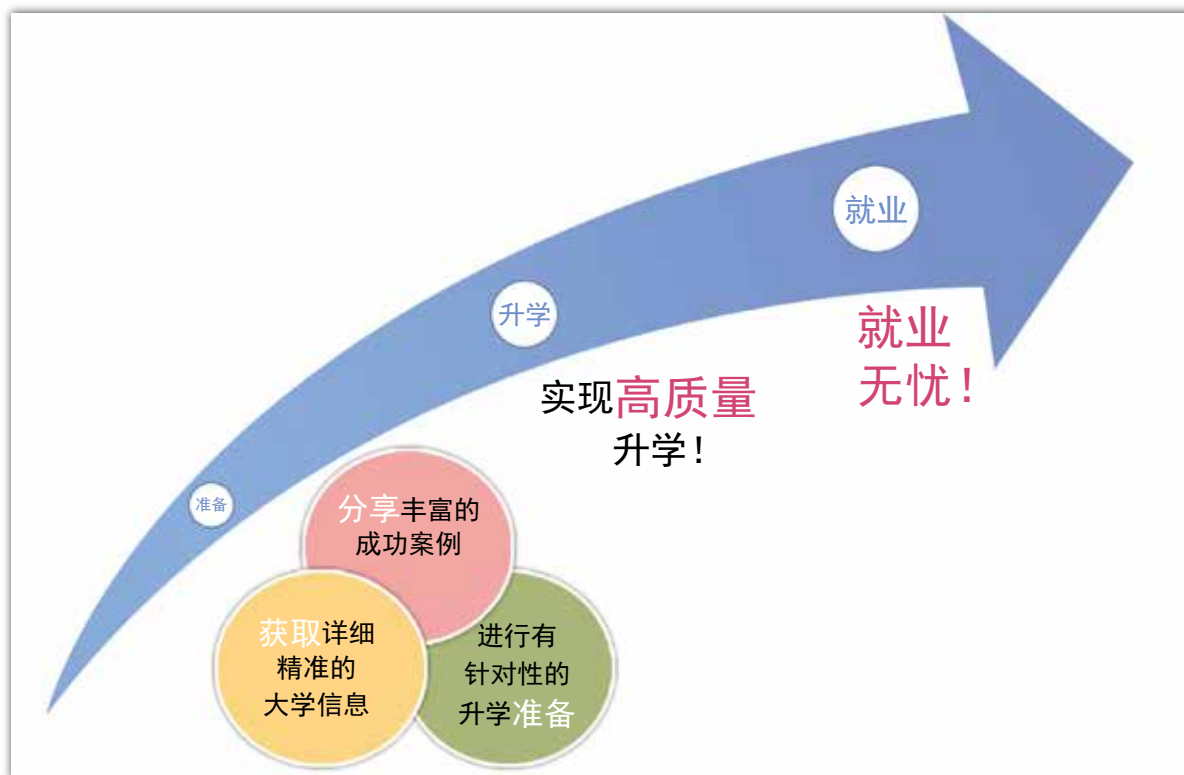 就业
升学
就业
无忧！
实现高质量
升学！
准备
分享丰富的
成功案例
获取详细
精准的
大学信息
进行有
针对性的
升学准备